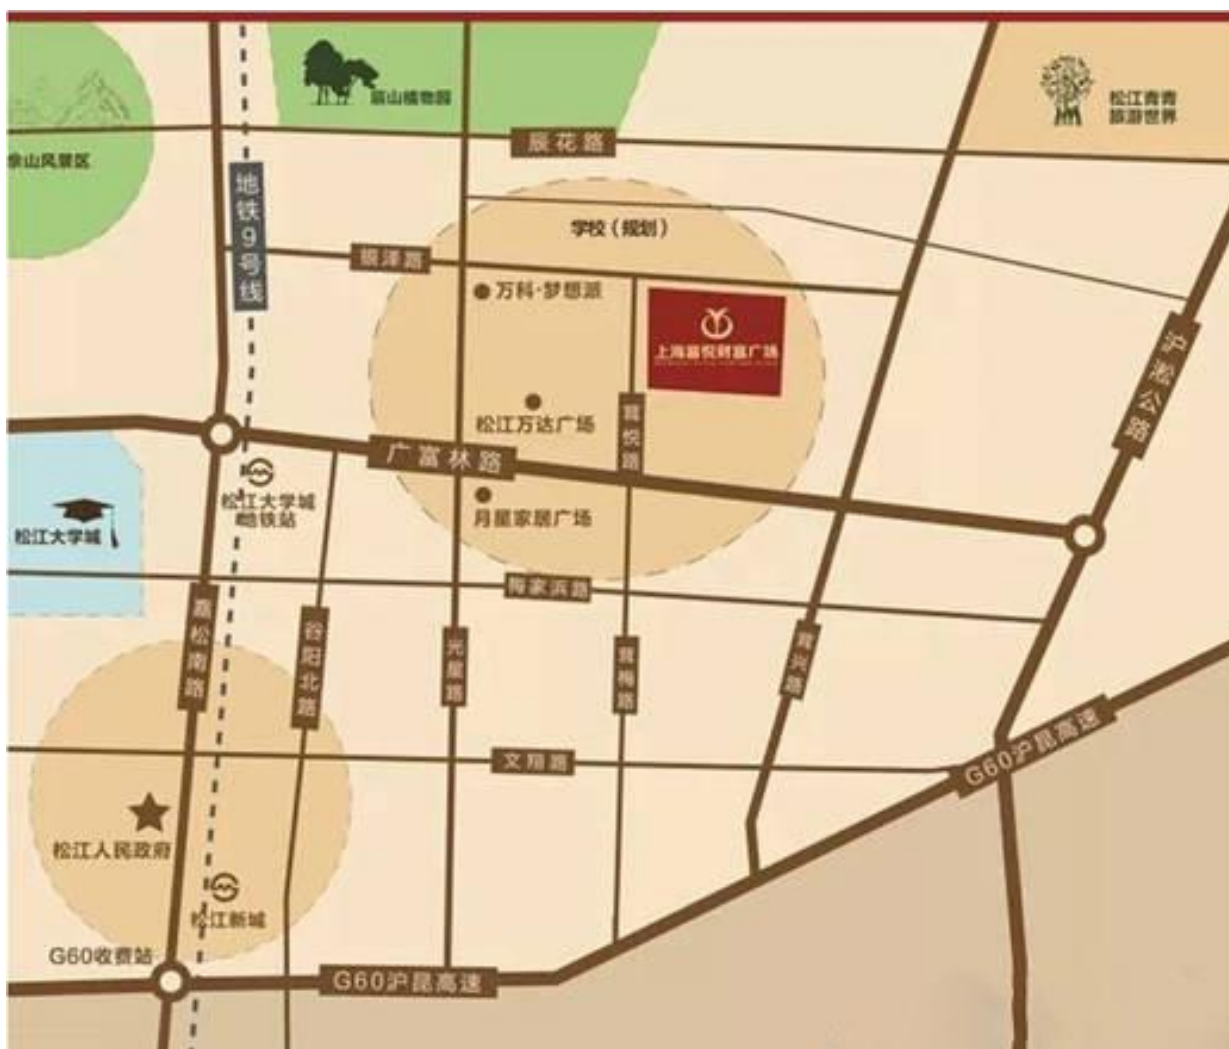 辰山植物园
松江青青
旅游世界
辰花路
佘山风景区
地铁9号线
学校（规划）
银泽路
万科·梦想派
上海富悦财富广场
沪淞公路
松江万达广场
茸悦路
广富林路
松江大学城
地铁站
月星家居广场
松江大学城
梅家浜路
嘉松南路
谷阳北路
光星路
茸梅路
茸兴路
文翔路
G60沪昆高速
松江人民政府
松江新城
G60收费站
G60沪昆高速